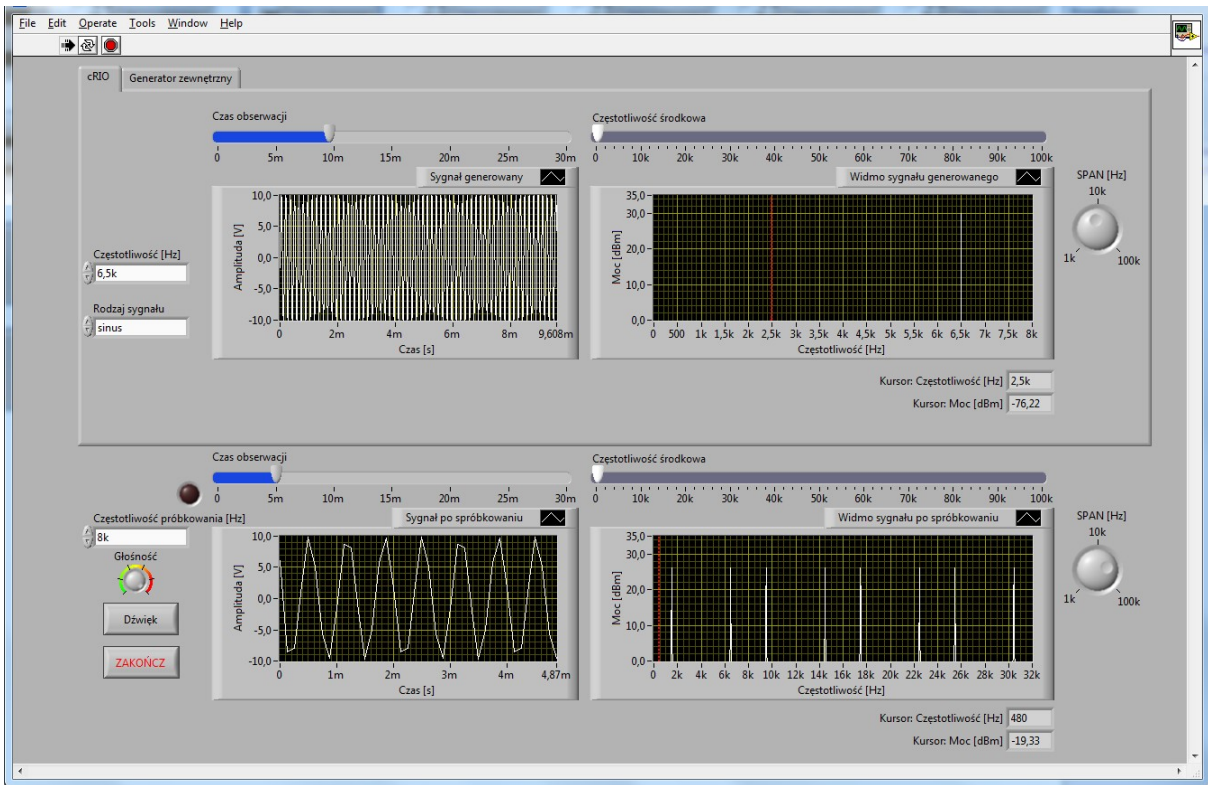 File Edit Operate Tools Window Help
cRIO Generator zewnętrzny
Czas obserwacji
0 5m 10m 15m 20m 25m 30m
Częstotliwość środkowa
0 10k 20k 30k 40k 50k 60k 70k 80k 90k 100k
Sygnał generowany
Amplituda [V]
10,0
5,0
0,0
-5,0
-10,0
0 2m 4m 6m 8m 9,608m
Czas [s]
Widmo sygnału generowanego
Moc [dBm]
35,0
30,0
20,0
10,0
0,0
0 500 1k 1,5k 2k 2,5k 3k 3,5k 4k 4,5k 5k 5,5k 6k 6,5k 7k 7,5k 8k
Częstotliwość [Hz]
SPAN [Hz]
10k
1k 100k
Częstotliwość [Hz]
6,5k
Rodzaj sygnału
sinus
Kursor: Częstotliwość [Hz] 2,5k
Kursor: Moc [dBm] -76,22
Czas obserwacji
0 5m 10m 15m 20m 25m 30m
Częstotliwość środkowa
0 10k 20k 30k 40k 50k 60k 70k 80k 90k 100k
Częstotliwość próbkowania [Hz]
8k
Głośność
Dźwięk
ZAKOŃCZ
Sygnał po spróbkowaniu
Amplituda [V]
10,0
5,0
0,0
-5,0
-10,0
0 1m 2m 3m 4m 4,87m
Czas [s]
Widmo sygnału po spróbkowaniu
Moc [dBm]
35,0
30,0
20,0
10,0
0,0
0 2k 4k 6k 8k 10k 12k 14k 16k 18k 20k 22k 24k 26k 28k 30k 32k
Częstotliwość [Hz]
SPAN [Hz]
10k
1k 100k
Kursor: Częstotliwość [Hz] 480
Kursor: Moc [dBm] -19,33